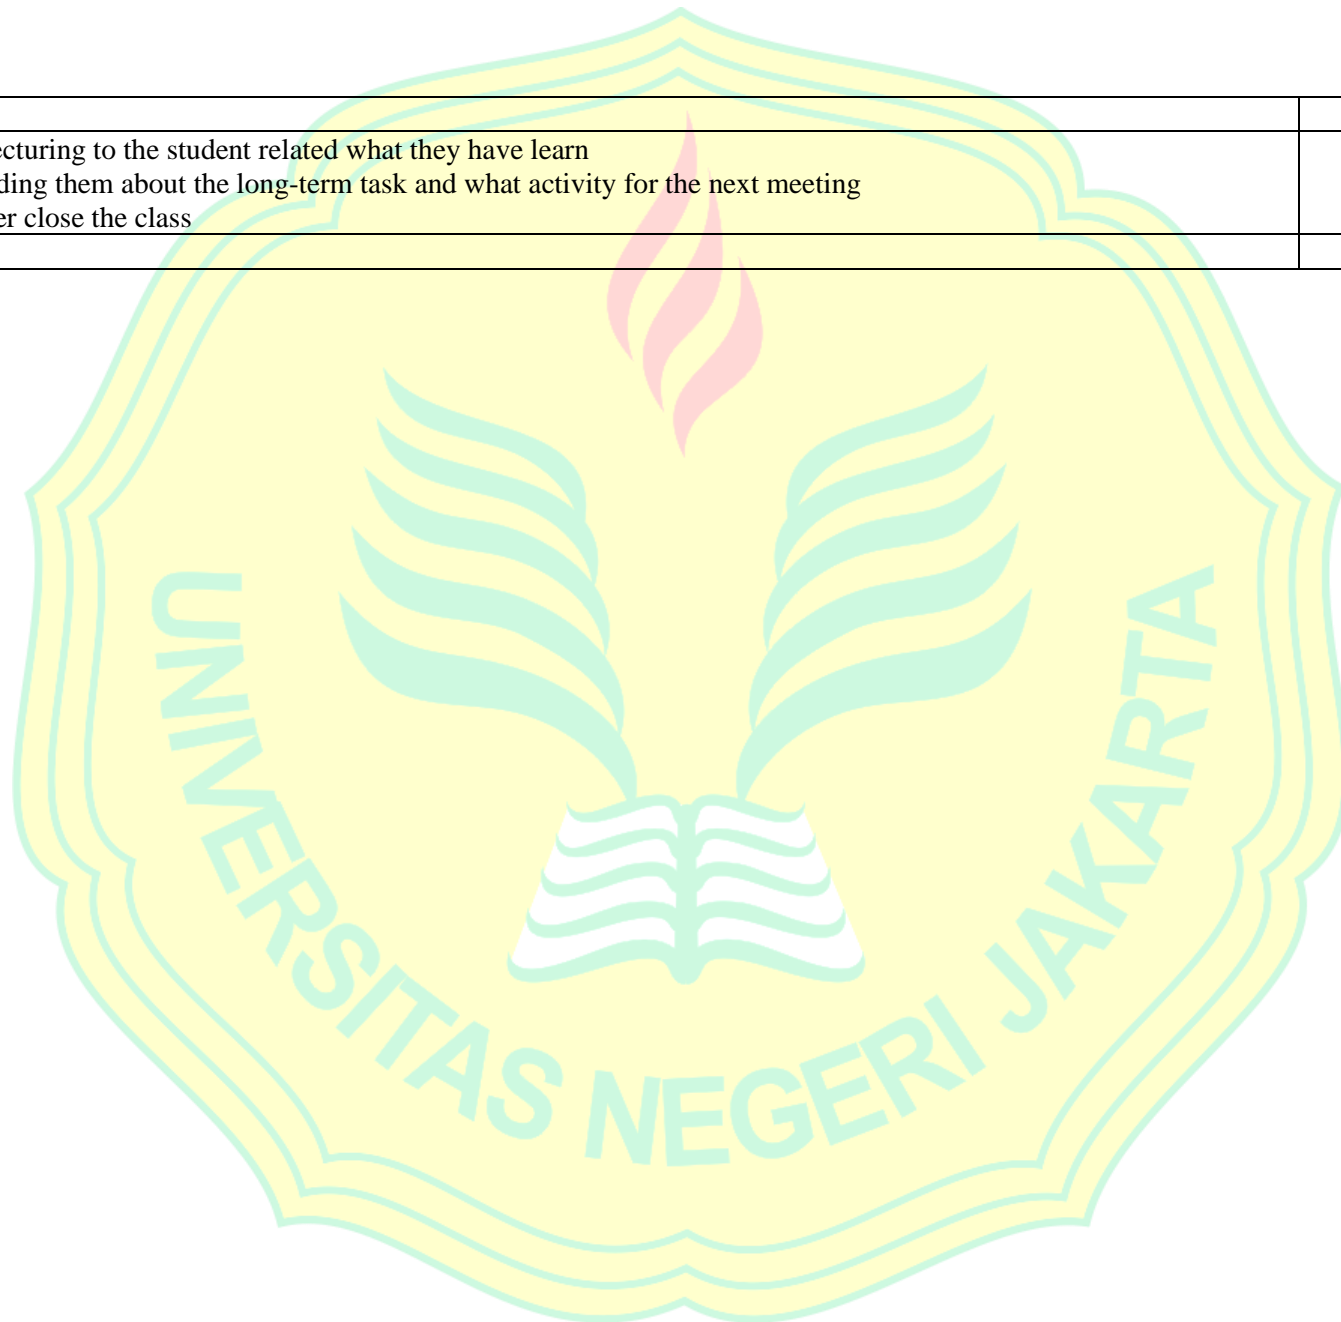 ecturing to the student related what they have learn
ding them about the long-term task and what activity for the next meeting
er close the class
UNIVERSITAS NEGERI JAKARTA